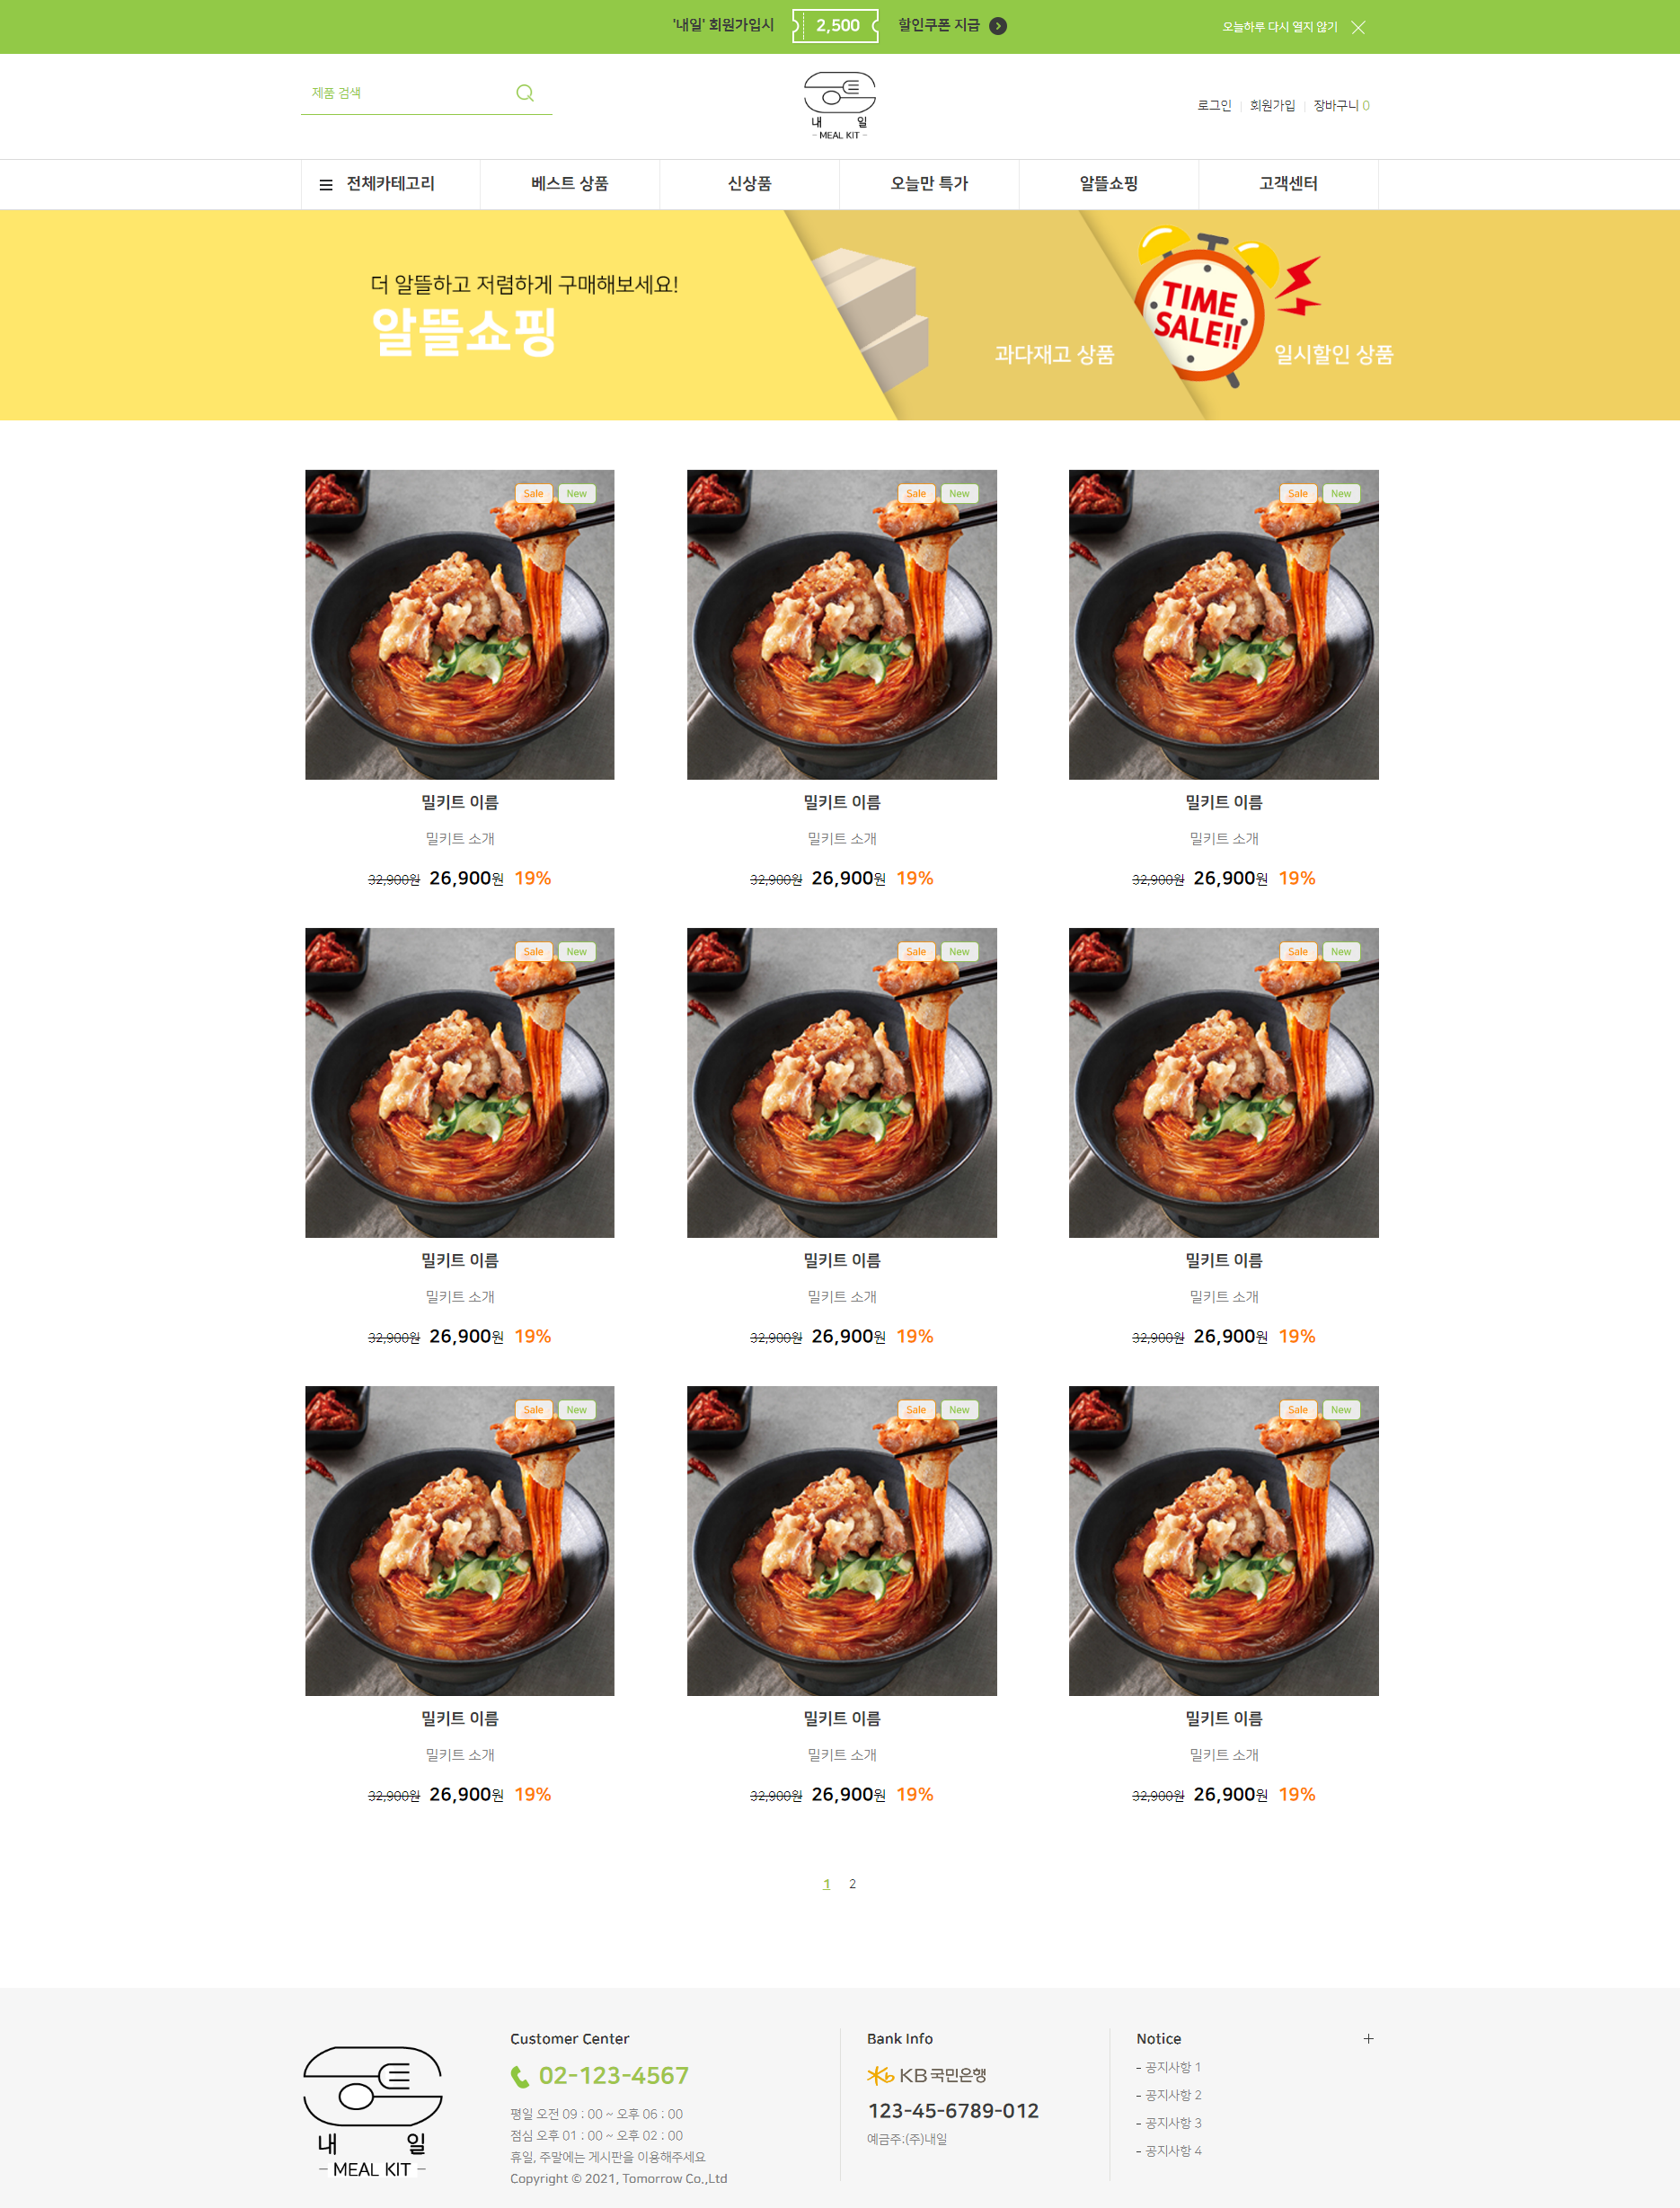 '내일' 회원가입시 2,500 할인쿠폰 지급
오늘하루 다시 열지 않기
제품 검색
내 일
- MEAL KIT -
로그인 회원가입 장바구니 0
전체카테고리 베스트 상품 신상품 오늘만 특가 알뜰쇼핑 고객센터
더 알뜰하고 저렴하게 구매해보세요!
알뜰쇼핑
과다재고 상품
TIME
SALE!!
일시할인 상품
Sale New Sale New Sale New
밀키트 이름 밀키트 이름 밀키트 이름
밀키트 소개 밀키트 소개 밀키트 소개
32,900원 26,900원 19% 32,900원 26,900원 19% 32,900원 26,900원 19%
Sale New Sale New Sale New
밀키트 이름 밀키트 이름 밀키트 이름
밀키트 소개 밀키트 소개 밀키트 소개
32,900원 26,900원 19% 32,900원 26,900원 19% 32,900원 26,900원 19%
Sale New Sale New Sale New
밀키트 이름 밀키트 이름 밀키트 이름
밀키트 소개 밀키트 소개 밀키트 소개
32,900원 26,900원 19% 32,900원 26,900원 19% 32,900원 26,900원 19%
1 2
내 일
- MEAL KIT -
Customer Center
02-123-4567
평일 오전 09 : 00 ~ 오후 06 : 00
점심 오후 01 : 00 ~ 오후 02 : 00
휴일, 주말에는 게시판을 이용해주세요
Copyright © 2021, Tomorrow Co.,Ltd
Bank Info
KB 국민은행
123-45-6789-012
예금주:(주)내일
Notice +
- 공지사항 1
- 공지사항 2
- 공지사항 3
- 공지사항 4